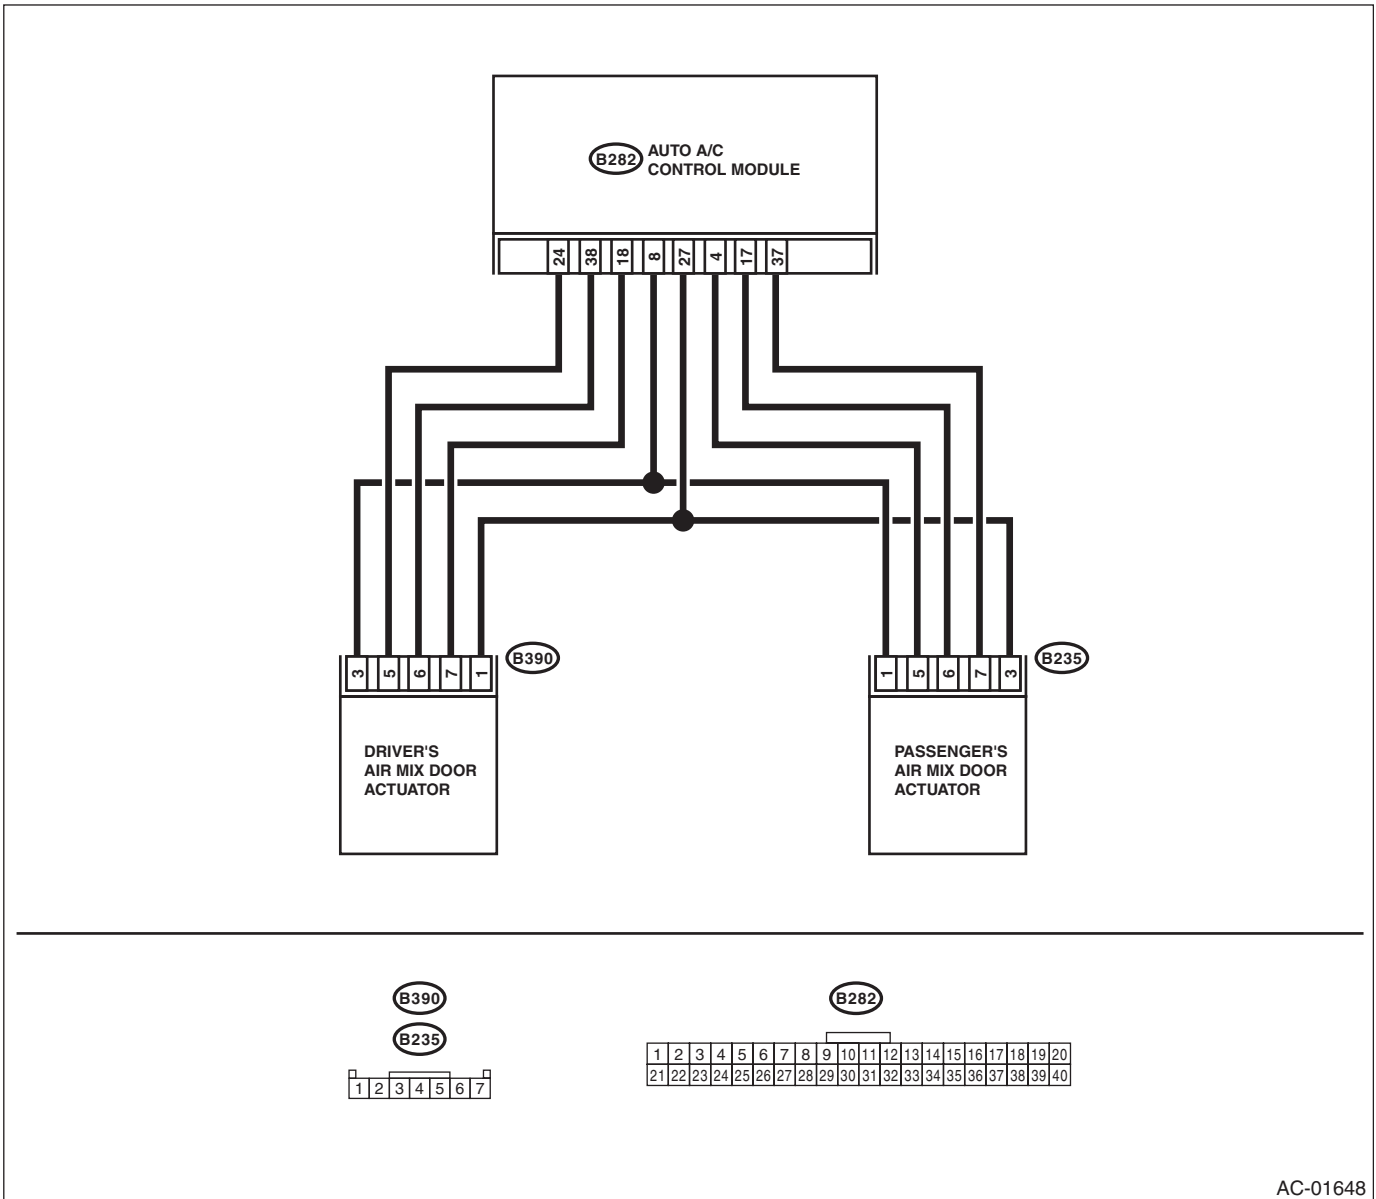 B282 AUTO A/C
CONTROL MODULE
24 38 18 8 27 4 17 37
B390
B235
3 5 6 7 1
1 5 6 7 3
DRIVER'S
AIR MIX DOOR
ACTUATOR
PASSENGER'S
AIR MIX DOOR
ACTUATOR
B390
B235
1 2 3 4 5 6 7
B282
1 2 3 4 5 6 7 8 9 10 11 12 13 14 15 16 17 18 19 20
21 22 23 24 25 26 27 28 29 30 31 32 33 34 35 36 37 38 39 40
AC-01648